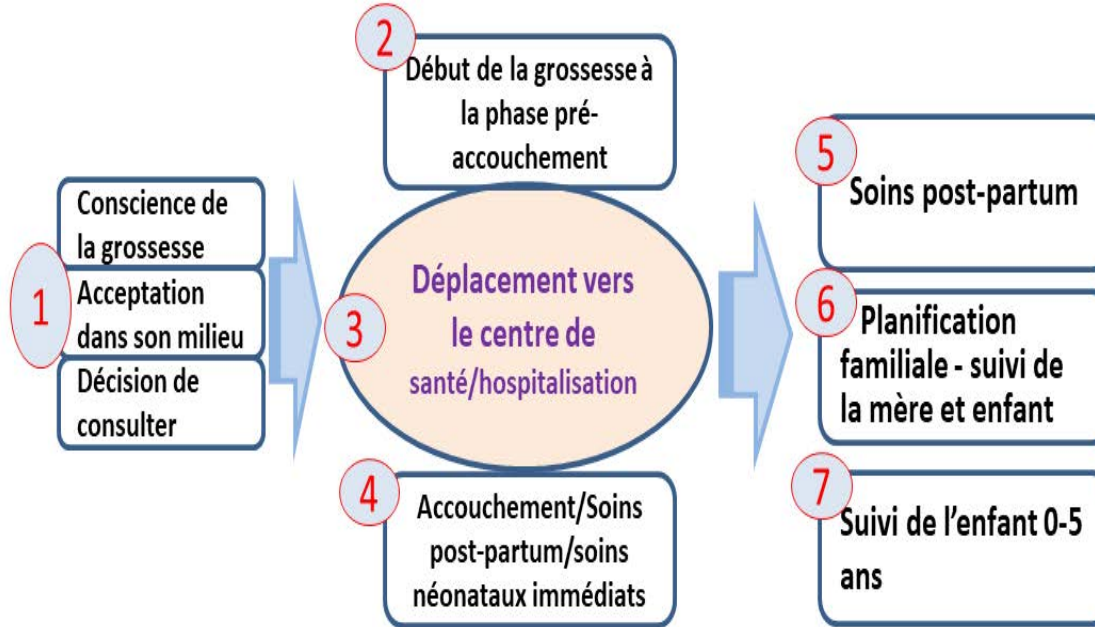 1
Conscience de
la grossesse
Acceptation
dans son milieu
Décision de
consulter
2
Début de la grossesse à
la phase pré-
accouchement
3
Déplacement vers
le centre de
santé/hospitalisation
4
Accouchement/Soins
post-partum/soins
néonataux immédiats
5
Soins post-partum
6
Planification
familiale - suivi de
la mère et enfant
7
Suivi de l'enfant 0-5
ans